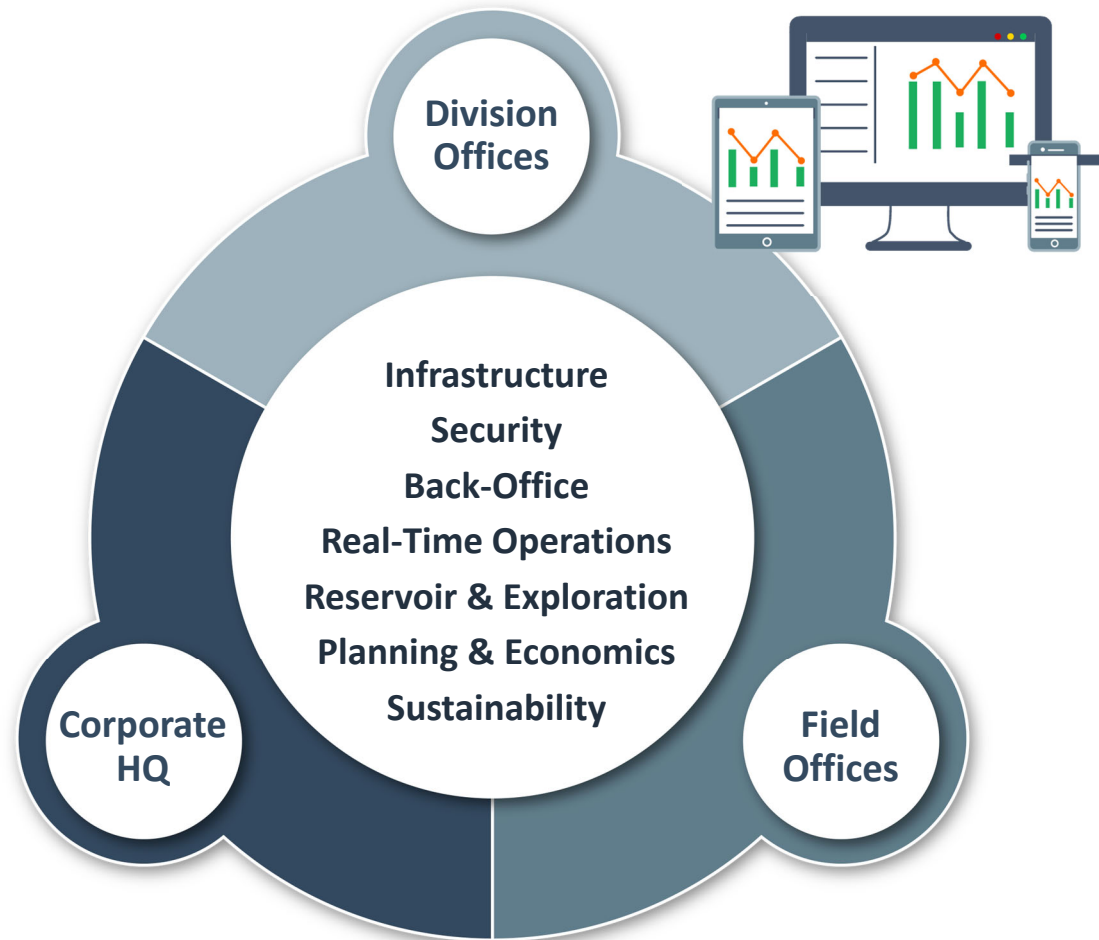 Division
Offices
Infrastructure
Security
Back-Office
Real-Time Operations
Reservoir & Exploration
Planning & Economics
Sustainability
Corporate
HQ
Field
Offices